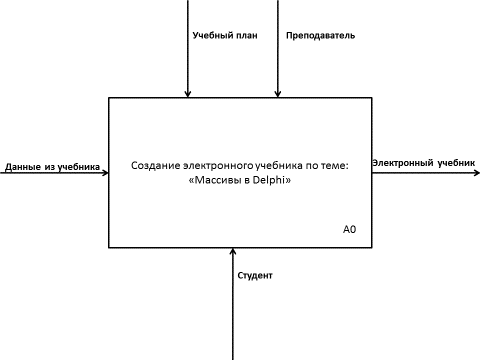 Учебный план
Преподаватель
Данные из учебника
Создание электронного учебника по теме:
«Массивы в Delphi»
Электронный учебник
A0
Студент